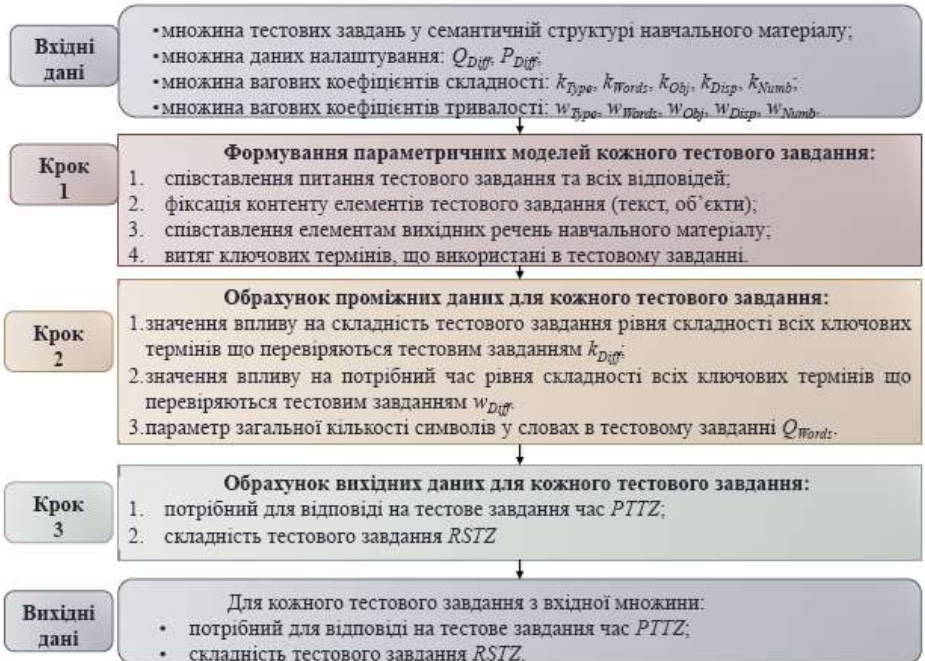 Вхідні
дані
•множина тестових завдань у семантичній структурі навчального матеріалу;
•множина даних налаштування: Q_Diff, P_Diff;
•множина вагових коефіцієнтів складності: k_Type, k_Words, k_Obj, k_Disp, k_Numb;
•множина вагових коефіцієнтів тривалості: w_Type, w_Words, w_Obj, w_Disp, w_Numb.
Крок
1
Формування параметричних моделей кожного тестового завдання:
1. співставлення питання тестового завдання та всіх відповідей;
2. фіксація контенту елементів тестового завдання (текст, об`єкти);
3. співставлення елементам вихідних речень навчального матеріалу;
4. витяг ключових термінів, що використані в тестовому завданні.
Крок
2
Обрахунок проміжних даних для кожного тестового завдання:
1.значення впливу на складність тестового завдання рівня складності всіх ключових
термінів що перевіряються тестовим завданням k_Diff;
2.значення впливу на потрібний час рівня складності всіх ключових термінів що
перевіряються тестовим завданням w_Diff.
3.параметр загальної кількості символів у словах в тестовому завданні Q_Words.
Крок
3
Обрахунок вихідних даних для кожного тестового завдання:
1. потрібний для відповіді на тестове завдання час PTTZ;
2. складність тестового завдання RSTZ
Вихідні
дані
Для кожного тестового завдання з вхідної множини:
• потрібний для відповіді на тестове завдання час PTTZ;
• складність тестового завдання RSTZ.